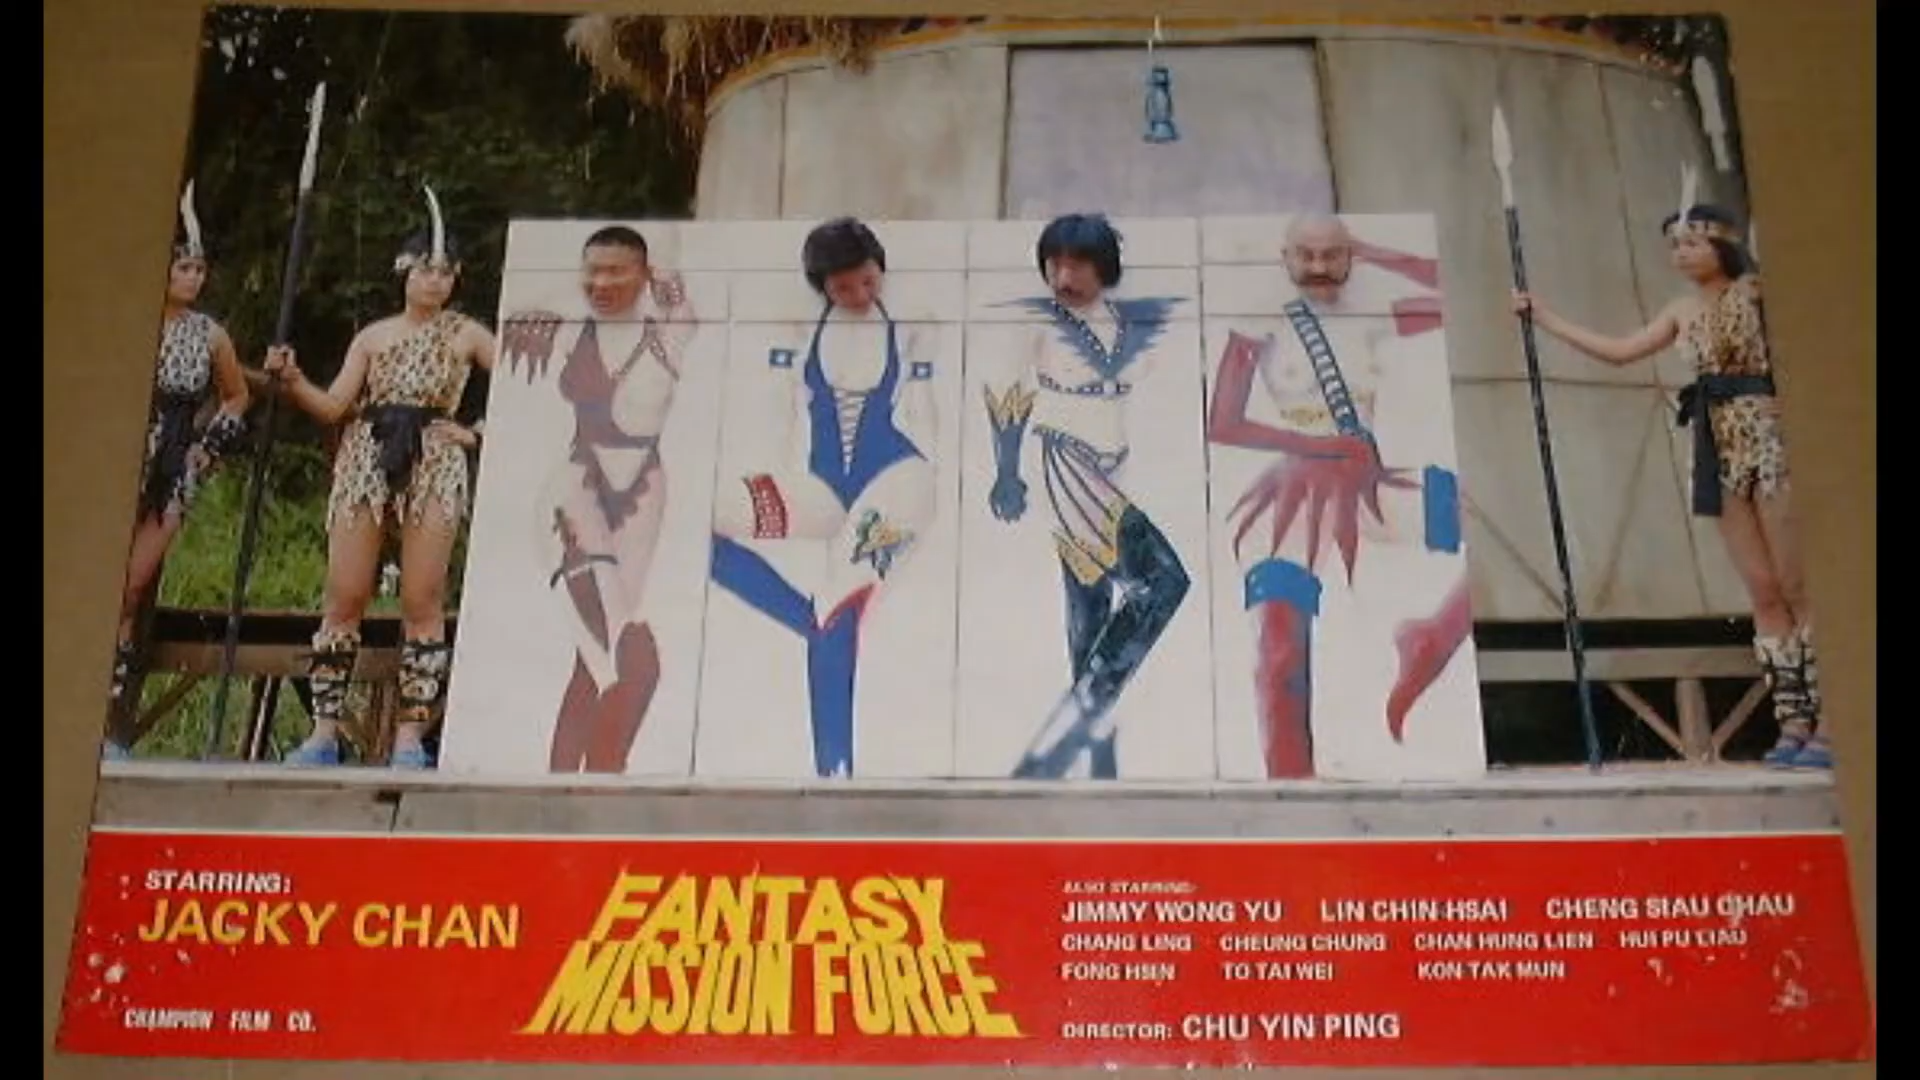 STARRING:
JACKY CHAN
CHAMPION FILM CO.
FANTASY
MISSION FORCE
ALSO STARRING:
JIMMY WONG YU LIN CHIN HSAI CHENG SIAU CHAU
CHANG LING CHEUNG CHUNG CHAN HUNG LIEN HUI PU LIAU
FONG HSIN TO TAI WEI KON TAK MUN
DIRECTOR: CHU YIN PING